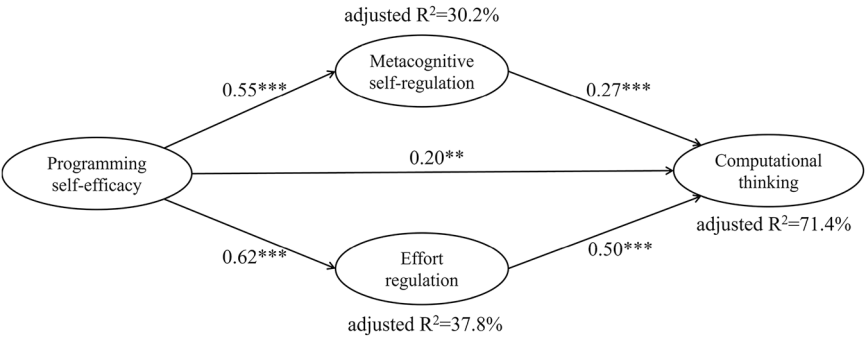 adjusted R²=30.2%
Metacognitive
self-regulation
0.55***
0.27***
Programming
self-efficacy
0.20**
Computational
thinking
adjusted R²=71.4%
0.62***
Effort
regulation
0.50***
adjusted R²=37.8%